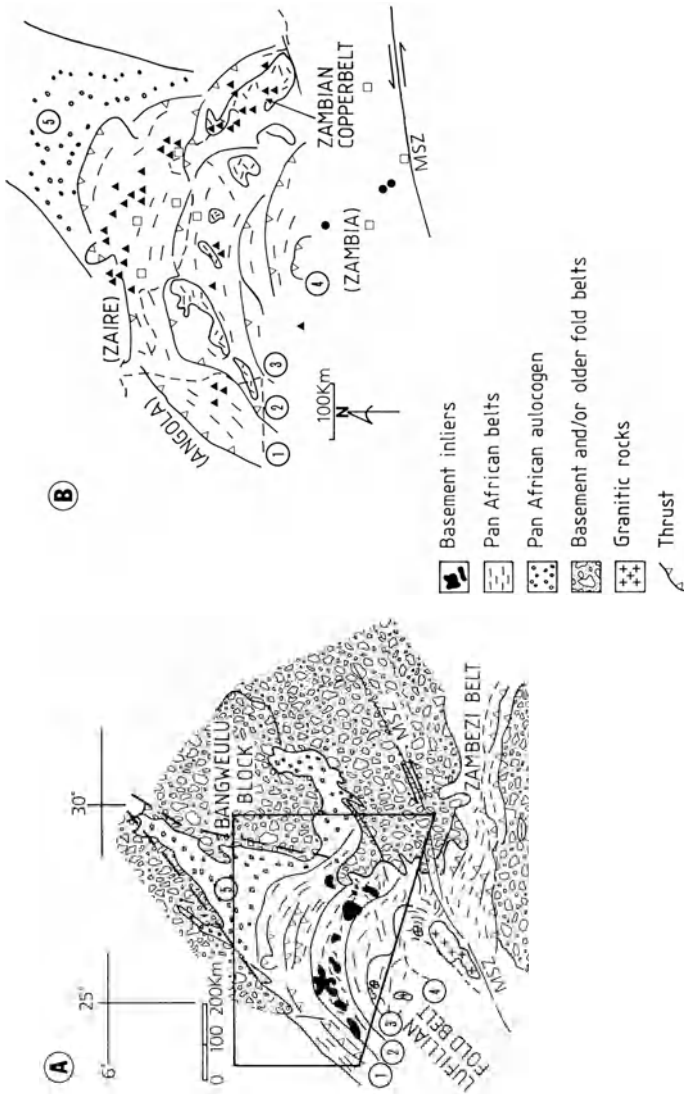 A
25°
30°
6°
0 100 200Km
5
BANGWEULU
BLOCK
MSZ
ZAMBEZI BELT
MSZ
1
2
3
4
LUFILLIAN
FOLD BELT
B
5
(ZAIRE)
(ANGOLA)
ZAMBIAN
COPPERBELT
1
2
3
4
(ZAMBIA)
MSZ
100Km
N
Basement inliers
Pan African belts
Pan African aulocogen
Basement and/or older fold belts
Granitic rocks
Thrust